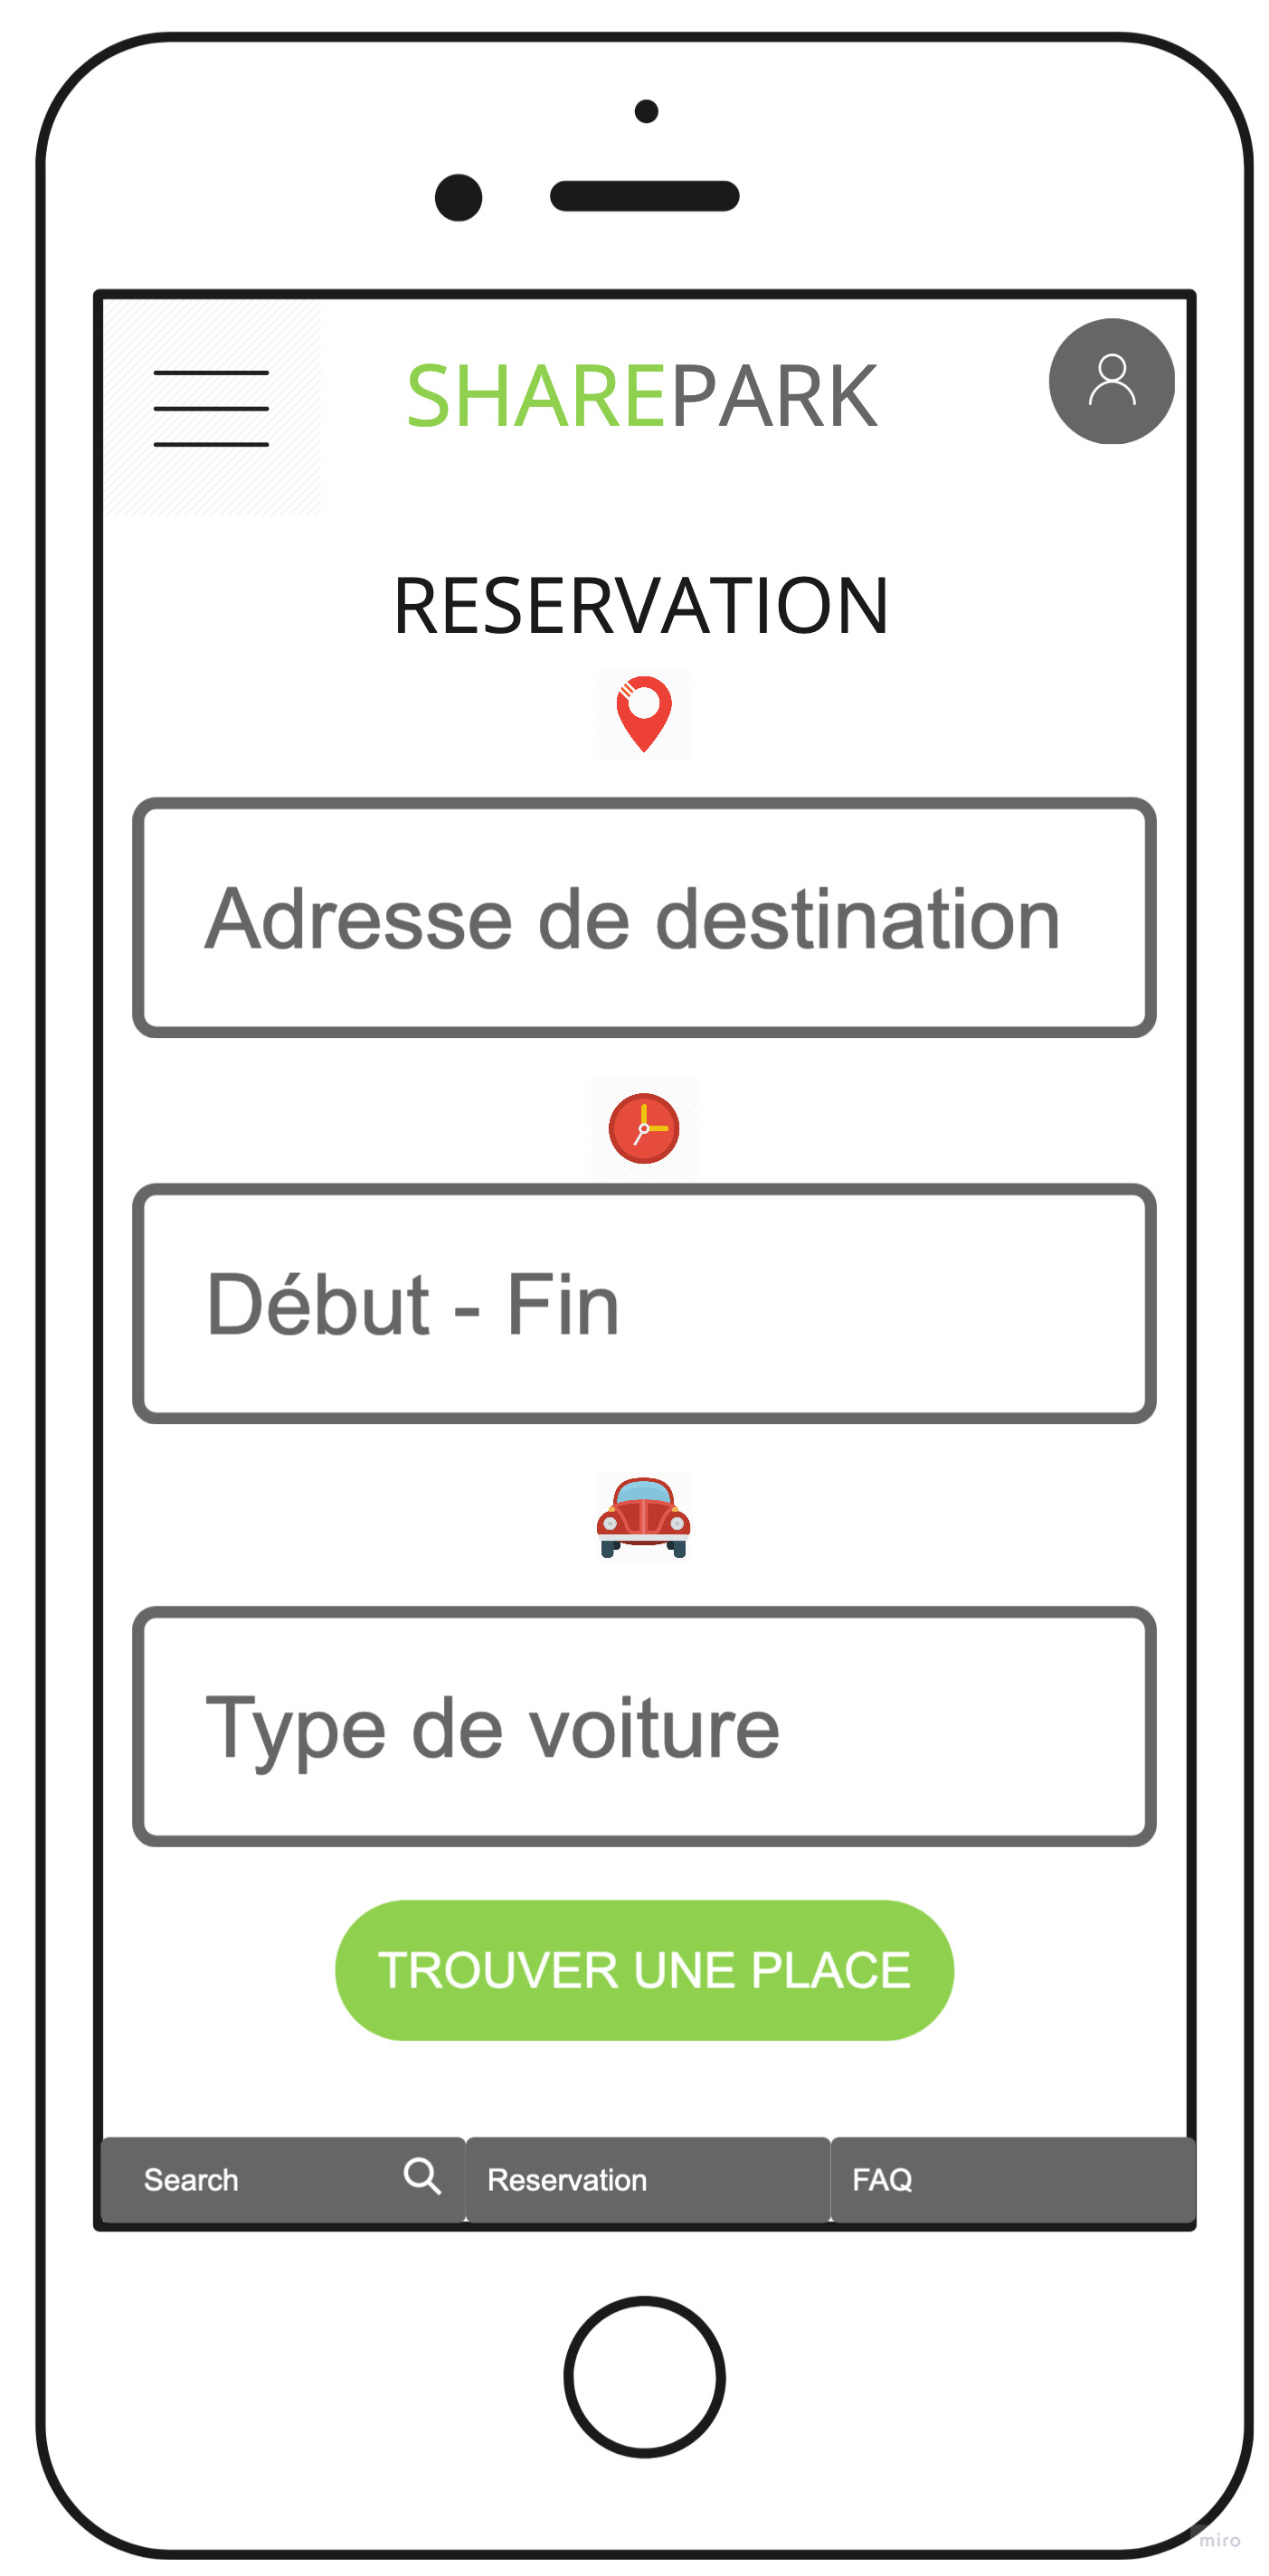 SHAREPARK
RESERVATION
Adresse de destination
Début - Fin
Type de voiture
TROUVER UNE PLACE
Search
Reservation
FAQ
miro